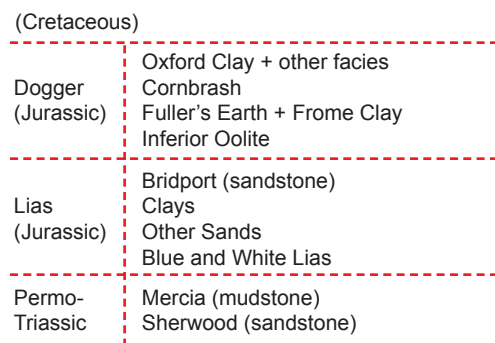 (Cretaceous)
Dogger
(Jurassic)
Oxford Clay + other facies
Cornbrash
Fuller's Earth + Frome Clay
Inferior Oolite
Lias
(Jurassic)
Bridport (sandstone)
Clays
Other Sands
Blue and White Lias
Permo-
Triassic
Mercia (mudstone)
Sherwood (sandstone)